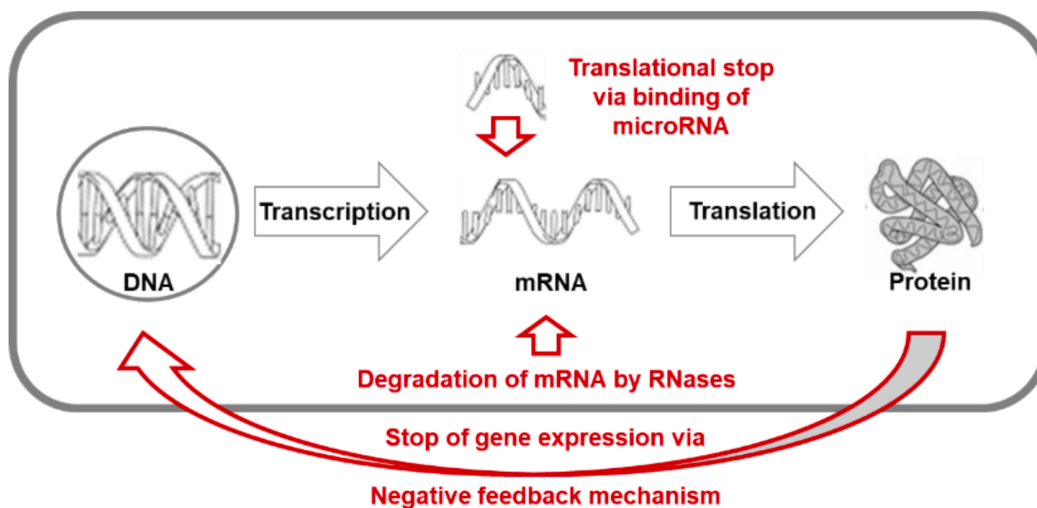 Translational stop
via binding of
microRNA
Transcription
Translation
DNA
mRNA
Protein
Degradation of mRNA by RNases
Stop of gene expression via
Negative feedback mechanism